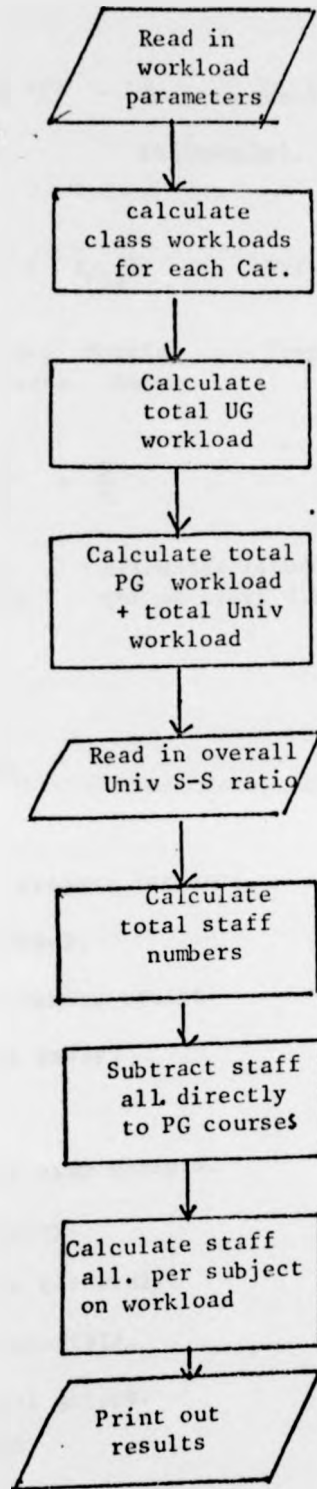 Read in
workload
parameters
calculate
class workloads
for each Cat.
Calculate
total UG
workload
Calculate total
PG workload
+ total Univ
workload
Read in overall
Univ S-S ratio
Calculate
total staff
numbers
Subtract staff
all. directly
to PG courses
Calculate staff
all. per subject
on workload
Print out
results